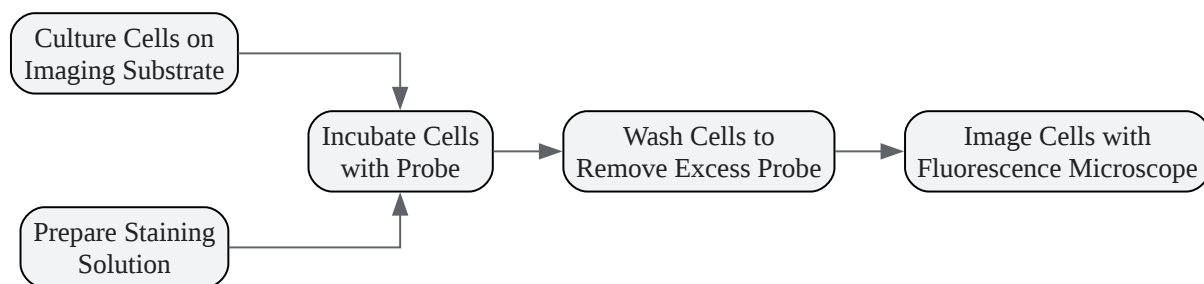 Culture Cells on
Imaging Substrate
Prepare Staining
Solution
Incubate Cells
with Probe
Wash Cells to
Remove Excess Probe
Image Cells with
Fluorescence Microscope